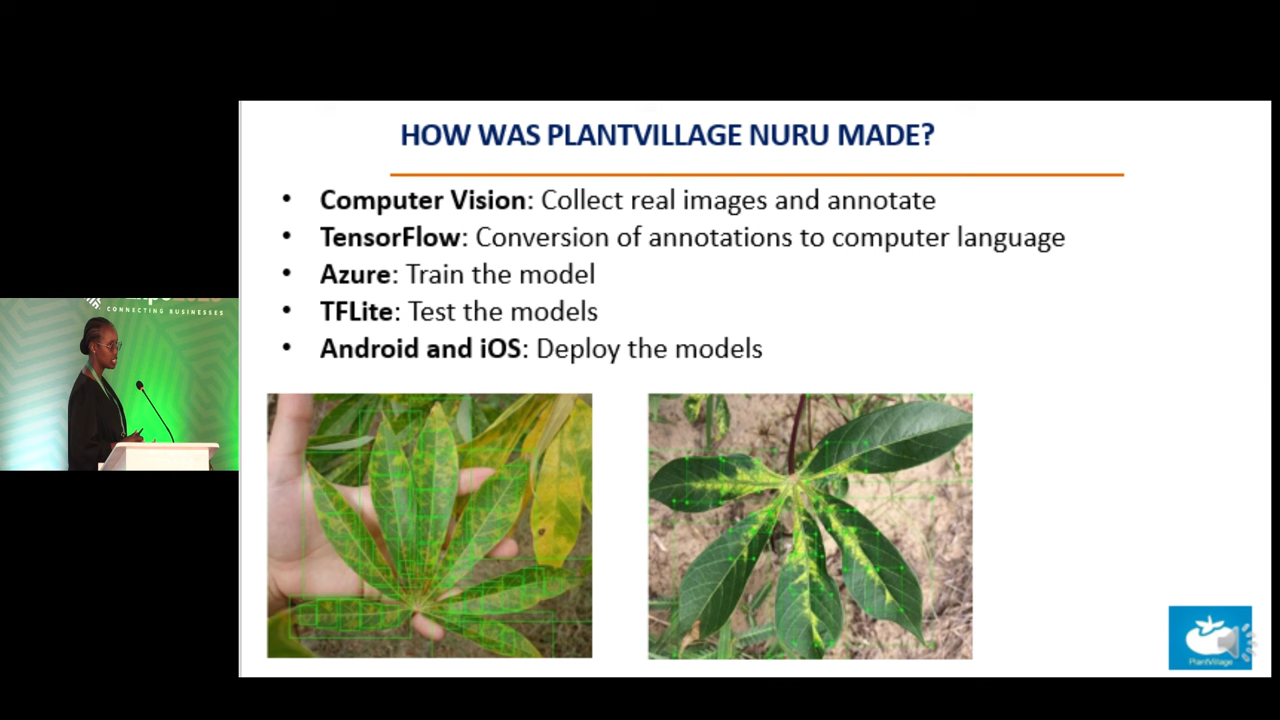 HOW WAS PLANTVILLAGE NURU MADE?
• Computer Vision: Collect real images and annotate
• TensorFlow: Conversion of annotations to computer language
• Azure: Train the model
• TFLite: Test the models
• Android and iOS: Deploy the models
CONNECTING BUSINESSES
PlantVillage